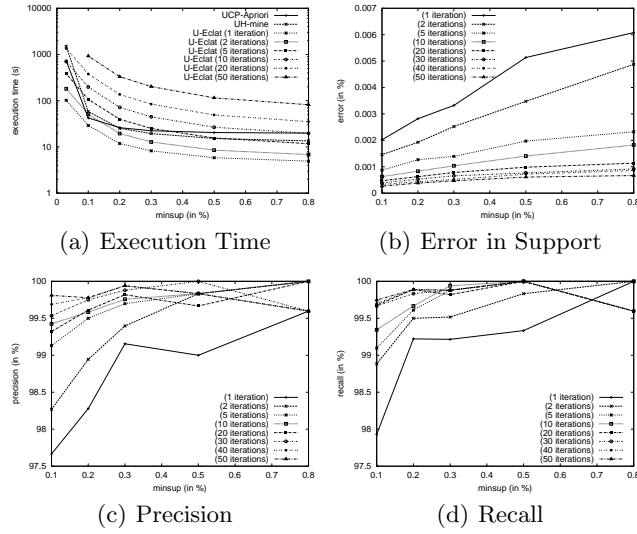 10000
1000
100
10
1
execution time (s)
0
0.1
0.2
0.3
0.4
0.5
0.6
0.7
0.8
minsup (in %)
UCP-Apriori
UH-mine
U-Eclat (1 iteration)
U-Eclat (2 iterations)
U-Eclat (5 iterations)
U-Eclat (10 iterations)
U-Eclat (20 iterations)
U-Eclat (50 iterations)
(a) Execution Time
0.007
0.006
0.005
0.004
0.003
0.002
0.001
0
error (in %)
0.1
0.2
0.3
0.4
0.5
0.6
0.7
0.8
minsup (in %)
(1 iteration)
(2 iterations)
(5 iterations)
(10 iterations)
(20 iterations)
(30 iterations)
(40 iterations)
(50 iterations)
(b) Error in Support
100
99.5
99
98.5
98
97.5
precision (in %)
0.1
0.2
0.3
0.4
0.5
0.6
0.7
0.8
minsup (in %)
(1 iteration)
(2 iterations)
(5 iterations)
(10 iterations)
(20 iterations)
(30 iterations)
(40 iterations)
(50 iterations)
(c) Precision
100
99.5
99
98.5
98
97.5
recall (in %)
0.1
0.2
0.3
0.4
0.5
0.6
0.7
0.8
minsup (in %)
(1 iteration)
(2 iterations)
(5 iterations)
(10 iterations)
(20 iterations)
(30 iterations)
(40 iterations)
(50 iterations)
(d) Recall